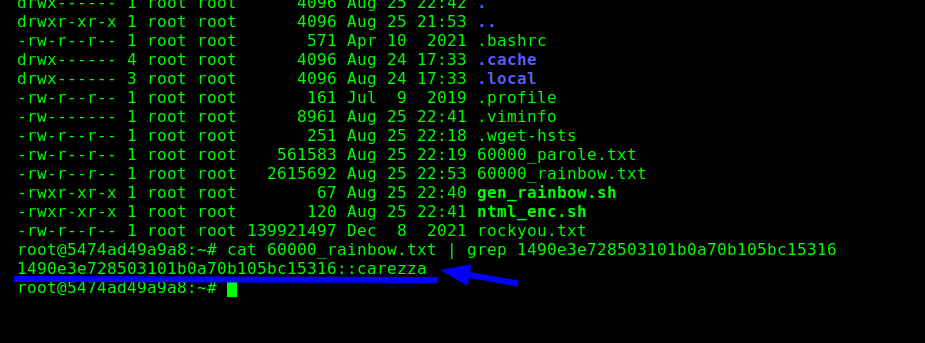 drwx------ 1 root root      4096 Aug 25 22:42 .
drwxr-xr-x 1 root root      4096 Aug 25 21:53 ..
-rw-r--r-- 1 root root       571 Apr 10  2021 .bashrc
drwx------ 4 root root      4096 Aug 24 17:33 .cache
drwx------ 3 root root      4096 Aug 24 17:33 .local
-rw-r--r-- 1 root root       161 Jul  9  2019 .profile
-rw------- 1 root root      8961 Aug 25 22:41 .viminfo
-rw-r--r-- 1 root root       251 Aug 25 22:18 .wget-hsts
-rw-r--r-- 1 root root    561583 Aug 25 22:19 60000_parole.txt
-rw-r--r-- 1 root root   2615692 Aug 25 22:53 60000_rainbow.txt
-rwxr-xr-x 1 root root        67 Aug 25 22:40 gen_rainbow.sh
-rwxr-xr-x 1 root root       120 Aug 25 22:41 ntml_enc.sh
-rw-r--r-- 1 root root 139921497 Dec  8  2021 rockyou.txt
root@5474ad49a9a8:~# cat 60000_rainbow.txt | grep 1490e3e728503101b0a70b105bc15316
1490e3e728503101b0a70b105bc15316::carezza
root@5474ad49a9a8:~#